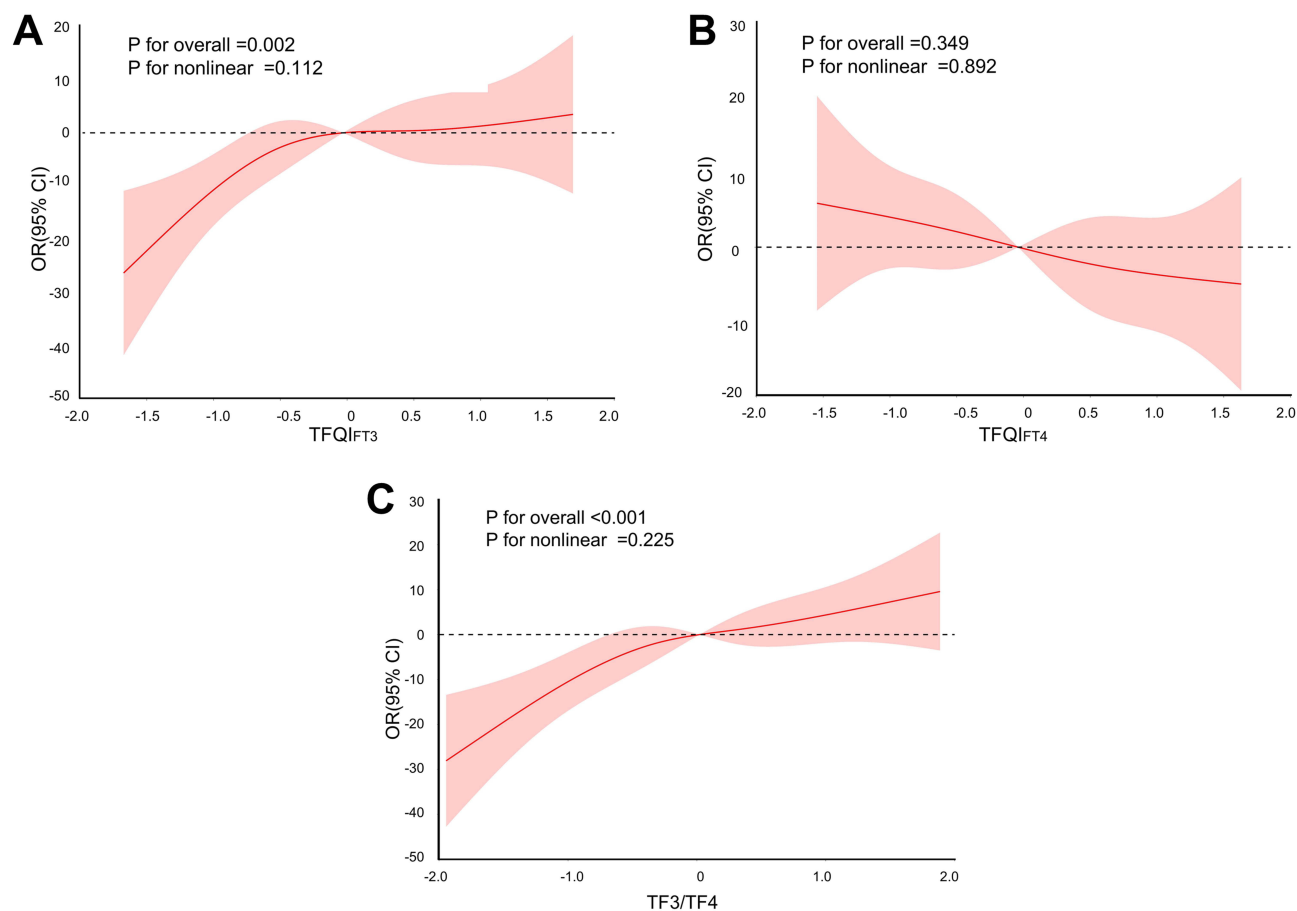 A
P for overall =0.002
P for nonlinear =0.112
20
10
0
-10
-20
-30
-40
-50
OR(95% CI)
-2.0 -1.5 -1.0 -0.5 0 0.5 1.0 1.5 2.0
TFQIFT3
B
P for overall =0.349
P for nonlinear =0.892
30
20
10
0
-10
-20
OR(95% CI)
-2.0 -1.5 -1.0 -0.5 0 0.5 1.0 1.5 2.0
TFQIFT4
C
P for overall <0.001
P for nonlinear =0.225
30
20
10
0
-10
-20
-30
-40
-50
OR(95% CI)
-2.0 -1.0 0 1.0 2.0
TF3/TF4